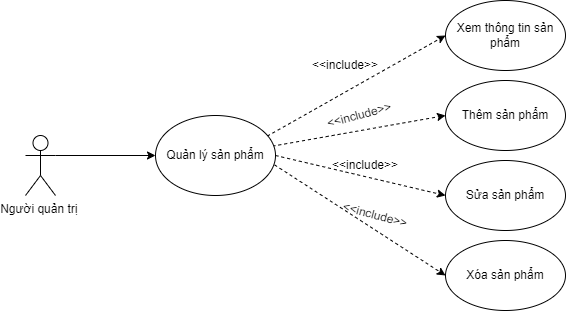 Xem thông tin sản
phẩm
<<include>>
<<include>>
Thêm sản phẩm
Quản lý sản phẩm
<<include>>
Sửa sản phẩm
Người quản trị
<<include>>
Xóa sản phẩm